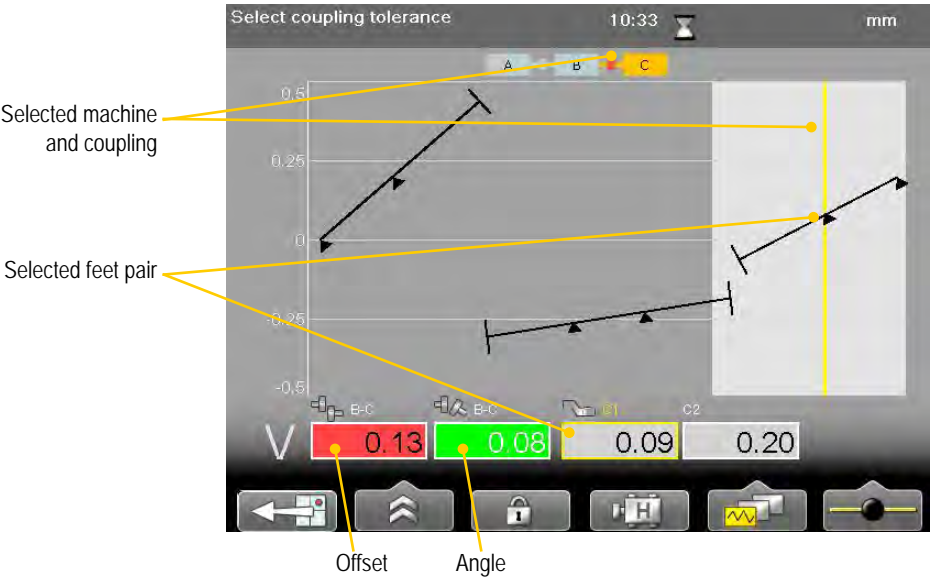 Select coupling tolerance 10:33 mm
A B C
Selected machine
and coupling
0,5
0.25
0
-0.25
-0.5
Selected feet pair
B-C B-C C1 C2
V 0.13 0.08 0.09 0.20
H
Offset Angle